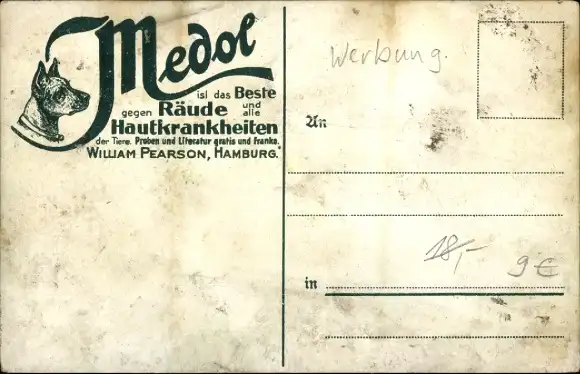 Medol
ist das Beste
gegen Räude und alle
Hautkrankheiten
der Tiere. Proben und Literatur gratis und franko.
WILLIAM PEARSON, HAMBURG.
Werbung.
An
18,-
9 €
in